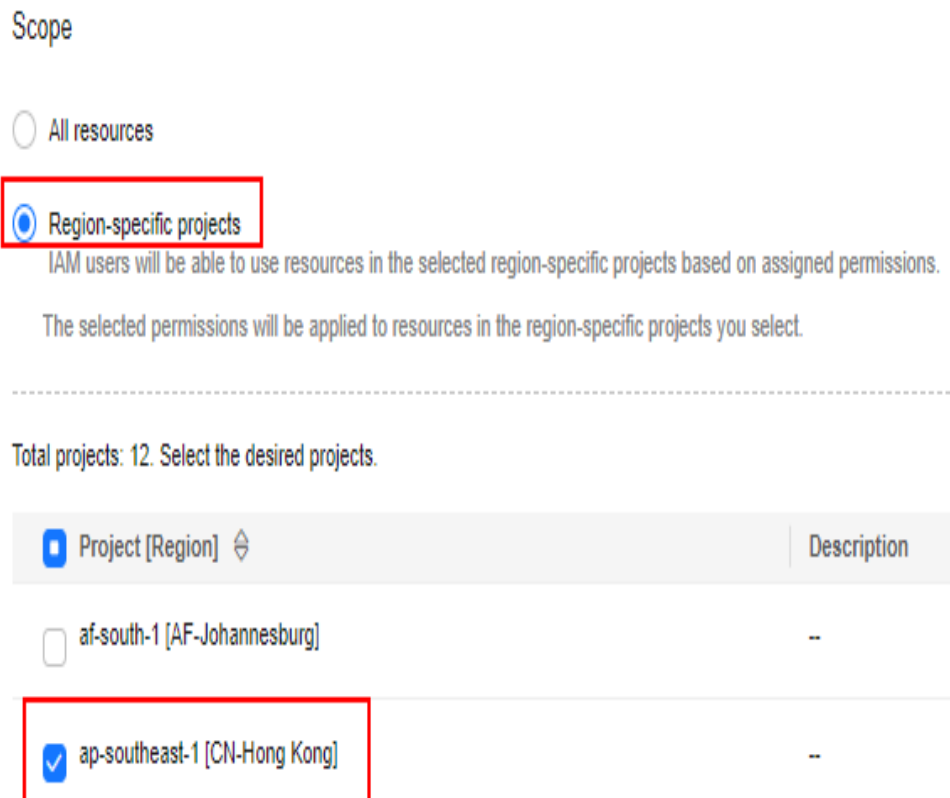 Scope
All resources
Region-specific projects
IAM users will be able to use resources in the selected region-specific projects based on assigned permissions.
The selected permissions will be applied to resources in the region-specific projects you select.
Total projects: 12. Select the desired projects.
Project [Region] Description
af-south-1 [AF-Johannesburg] --
ap-southeast-1 [CN-Hong Kong] --